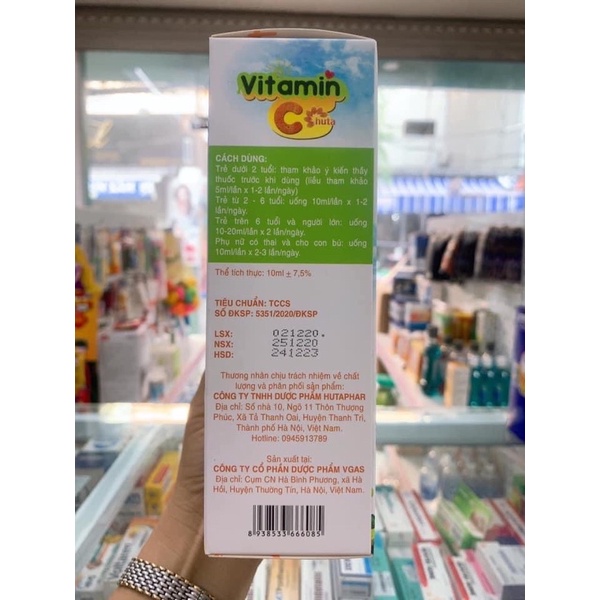 Vitamin
C huta
CÁCH DÙNG:
Trẻ dưới 2 tuổi: tham khảo ý kiến thầy
thuốc trước khi dùng (liều tham khảo
5ml/lần x 1-2 lần/ngày)
Trẻ từ 2 - 6 tuổi: uống 10ml/lần x 1-2
lần/ngày).
Trẻ trên 6 tuổi và người lớn: uống
10-20ml/lần x 2 lần/ngày).
Phụ nữ có thai và cho con bú: uống
10ml/lần x 2-3 lần/ngày).
Thể tích thực: 10ml ± 7,5%
TIÊU CHUẨN: TCCS
SỐ ĐKSP: 5351/2020/ĐKSP
LSX: 021220.
NSX: 251220
HSD: 241223
Thương nhân chịu trách nhiệm về chất
lượng và phân phối sản phẩm:
CÔNG TY TNHH DƯỢC PHẨM HUTAPHAR
Địa chỉ: Số nhà 10, Ngõ 11 Thôn Thượng
Phúc, Xã Tả Thanh Oai, Huyện Thanh Trì,
Thành phố Hà Nội, Việt Nam.
Hotline: 0945913789
Sản xuất tại:
CÔNG TY CỔ PHẦN DƯỢC PHẨM VGAS
Địa chỉ: Cụm CN Hà Bình Phương, xã Hà
Hồi, Huyện Thường Tín, Hà Nội, Việt Nam.
8 938533 666085